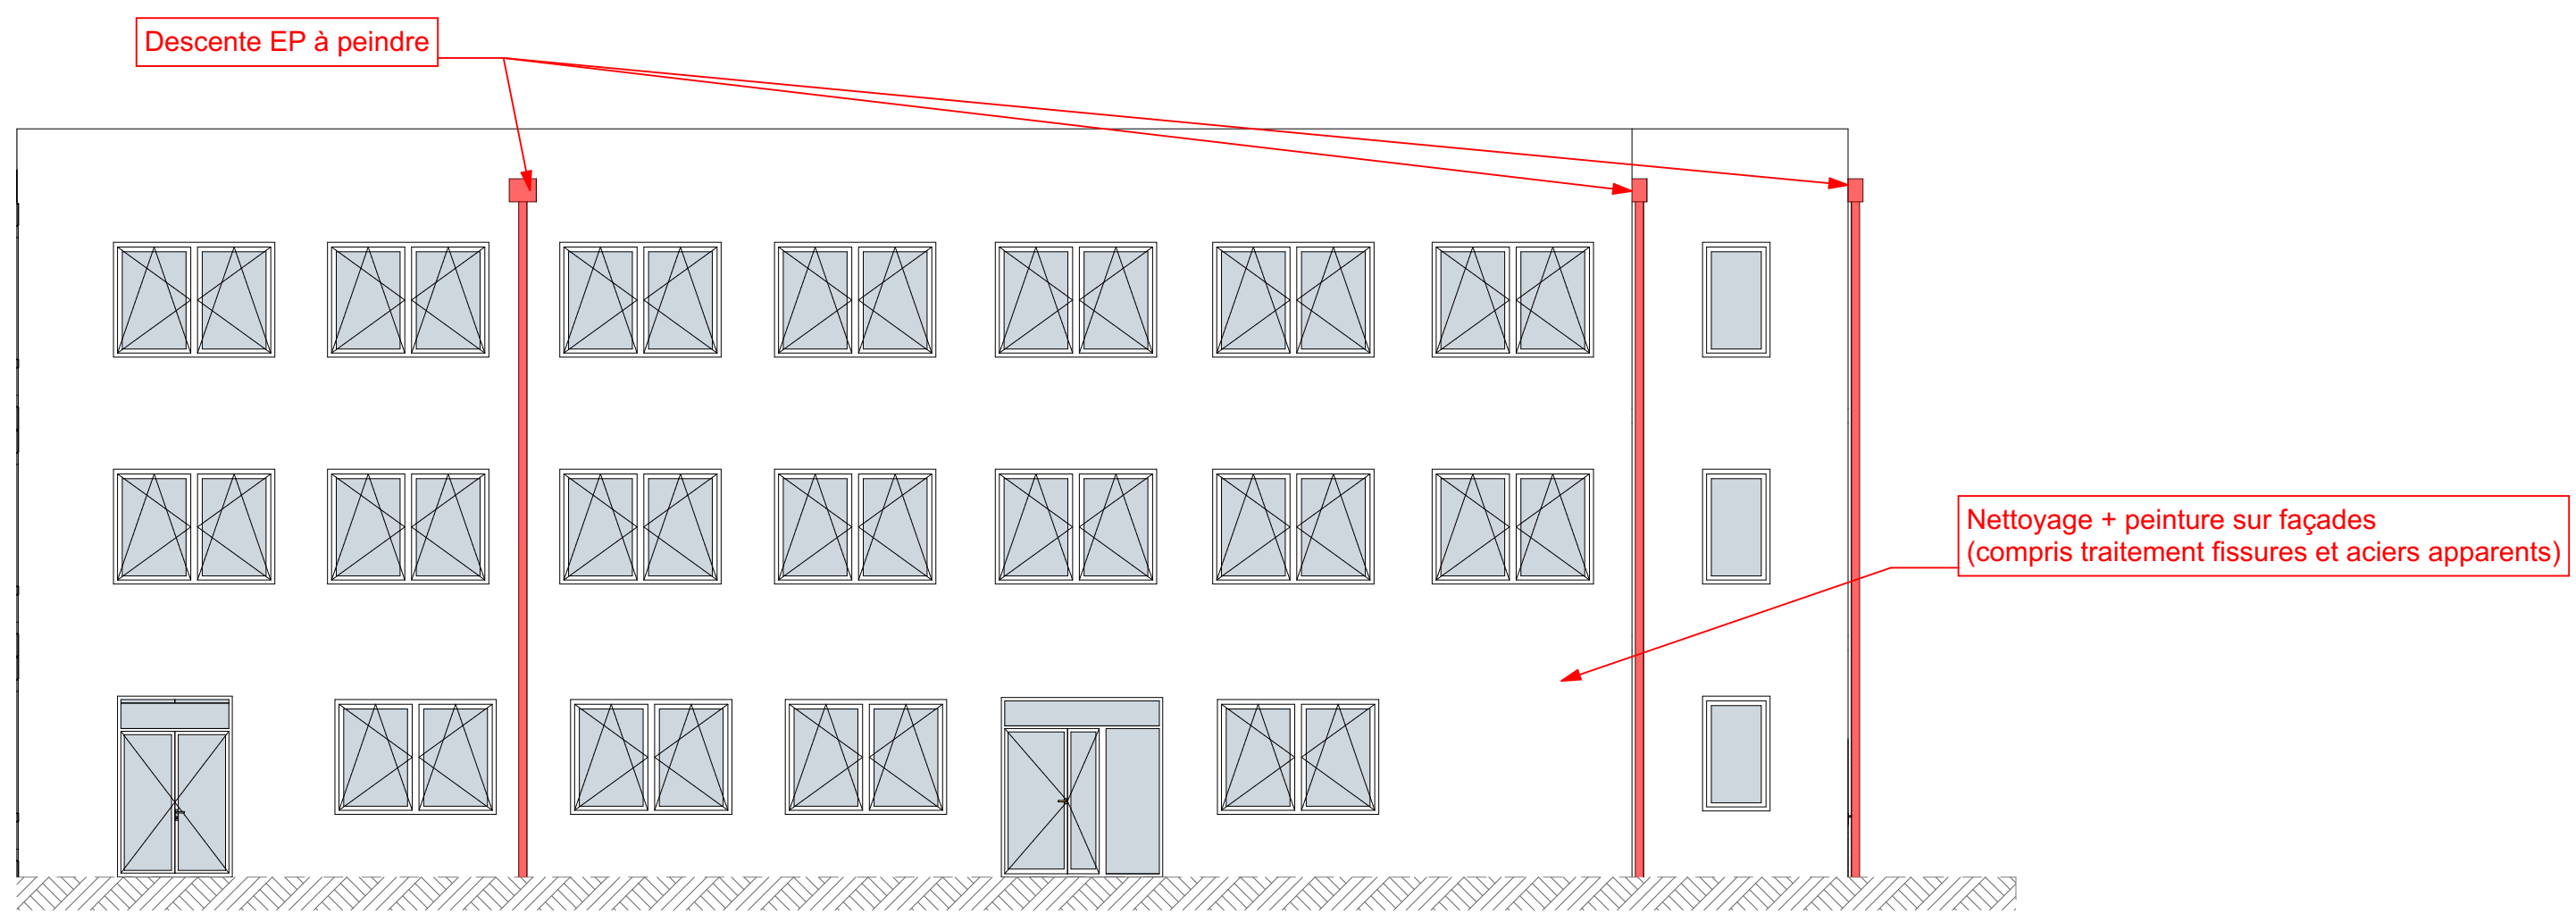 Descente EP à peindre
Nettoyage + peinture sur façades
(compris traitement fissures et aciers apparents)